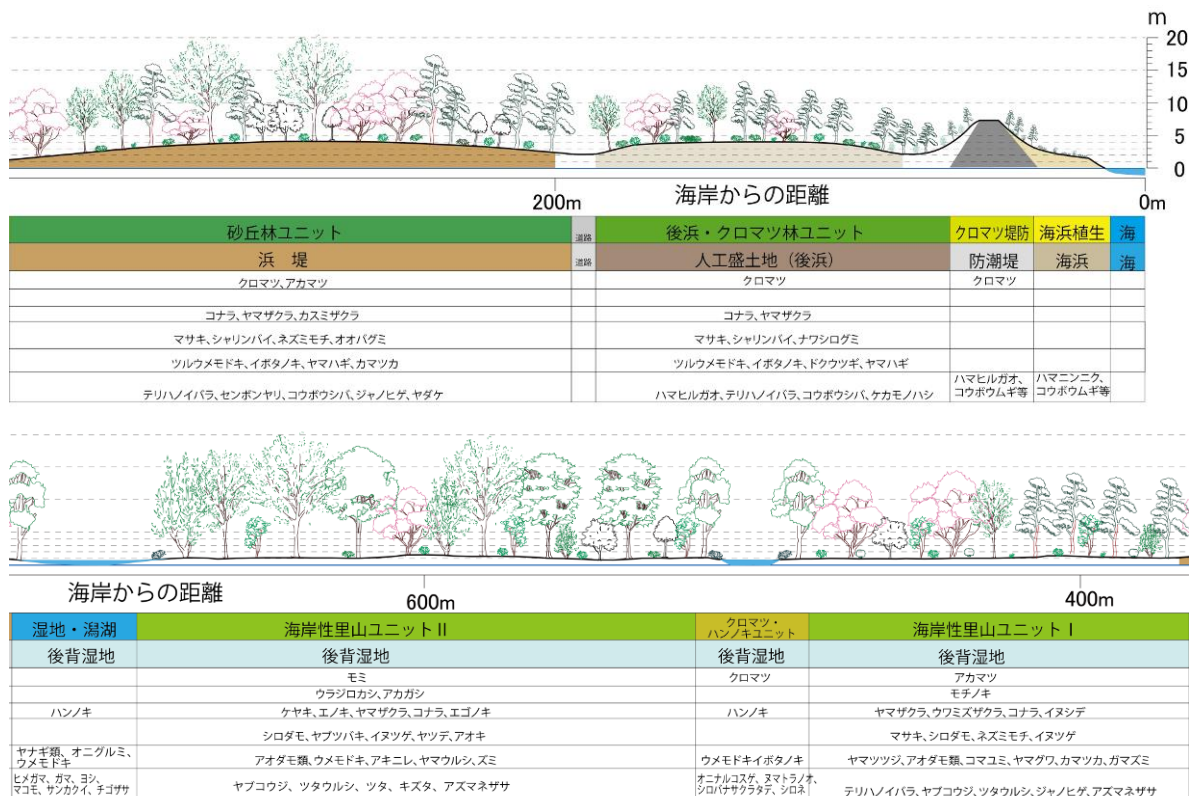 m
20
15
10
5
0
200m
海岸からの距離
0m
砂丘林ユニット 道路 後浜・クロマツ林ユニット クロマツ堤防 海浜植生 海
浜 堤 道路 人工盛土地（後浜） 防潮堤 海浜 海
クロマツ、アカマツ クロマツ クロマツ
コナラ、ヤマザクラ、カスミザクラ コナラ、ヤマザクラ
マサキ、シャリンバイ、ネズミモチ、オオバグミ マサキ、シャリンバイ、ナワシログミ
ツルウメモドキ、イボタノキ、ヤマハギ、カマツカ ツルウメモドキ、イボタノキ、ドクウツギ、ヤマハギ
テリハノイバラ、センボンヤリ、コウボウシバ、ジャノヒゲ、ヤダケ ハマヒルガオ、テリハノイバラ、コウボウシバ、ケカモノハシ
ハマヒルガオ、
コウボウムギ等
ハマニンニク、
コウボウムギ等
海岸からの距離
600m
400m
湿地・潟湖 海岸性里山ユニットⅡ
クロマツ・
ハンノキユニット
海岸性里山ユニットⅠ
後背湿地 後背湿地 後背湿地 後背湿地
モミ クロマツ アカマツ
ウラジロカシ、アカガシ モチノキ
ハンノキ ケヤキ、エノキ、ヤマザクラ、コナラ、エゴノキ ハンノキ ヤマザクラ、ウワミズザクラ、コナラ、イヌシデ
シロダモ、ヤブツバキ、イヌツゲ、ヤツデ、アオキ マサキ、シロダモ、ネズミモチ、イヌツゲ
ヤナギ類、オニグルミ、
ウメモドキ
アオダモ類、ウメモドキ、アキニレ、ヤマウルシ、ズミ ウメモドキイボタノキ ヤマツツジ、アオダモ類、コマユミ、ヤマグワ、カマツカ、ガマズミ
ヒメガマ、ガマ、ヨシ、
マコモ、サンカクイ、チゴザサ
ヤブコウジ、ツタウルシ、ツタ、キズタ、アズマネザサ
オニナルコスゲ、ヌマトラノオ、
シロバナサクラタデ、シロネ
テリハノイバラ、ヤブコウジ、ツタウルシ、ジャノヒゲ、アズマネザサ